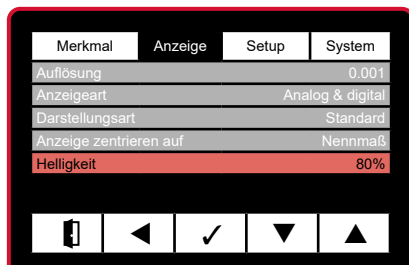 Merkmal Anzeige Setup System
Auflösung 0.001
Anzeigeart Analog & digital
Darstellungsart Standard
Anzeige zentrieren auf Nennmaß
Helligkeit 80%